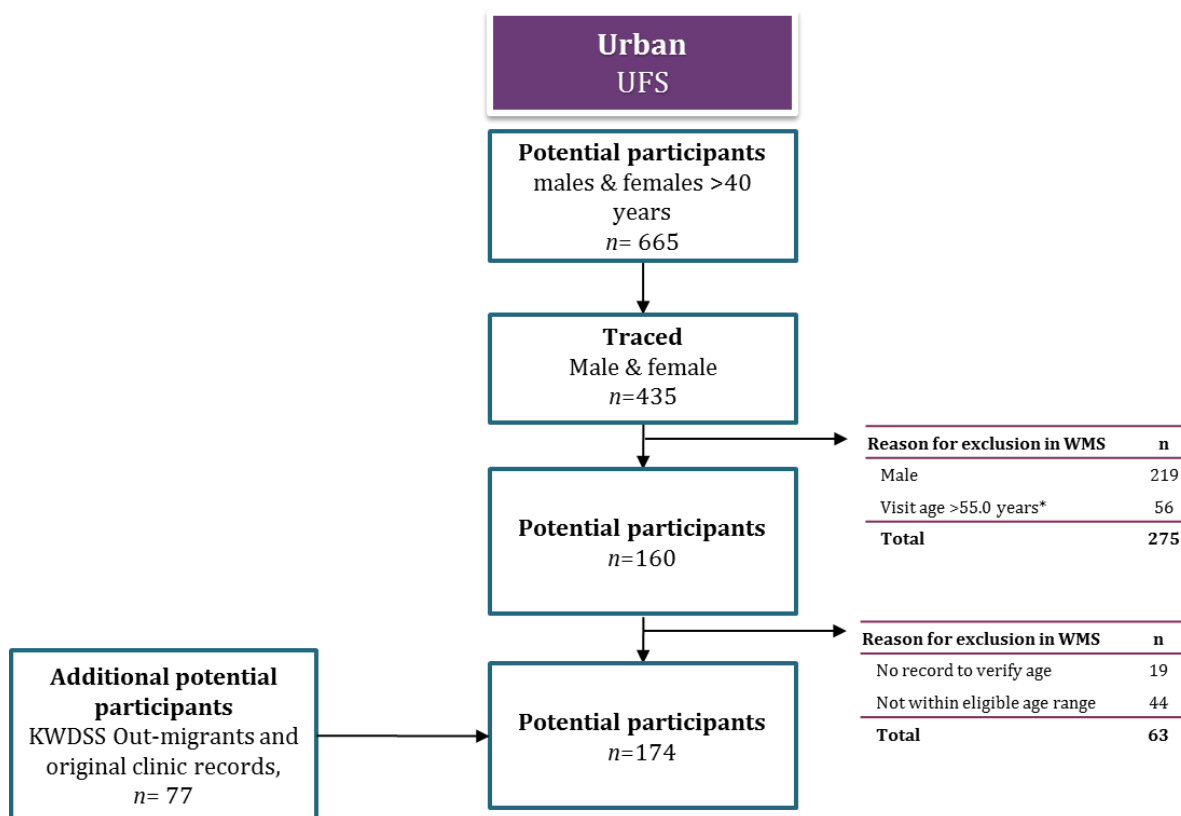 Urban
UFS
Potential participants
males & females >40
years
n= 665
Traced
Male & female
n=435
Reason for exclusion in WMS n
Male 219
Visit age >55.0 years* 56
Total 275
Potential participants
n=160
Reason for exclusion in WMS n
No record to verify age 19
Not within eligible age range 44
Total 63
Additional potential
participants
KWDSS Out-migrants and
original clinic records,
n= 77
Potential participants
n=174